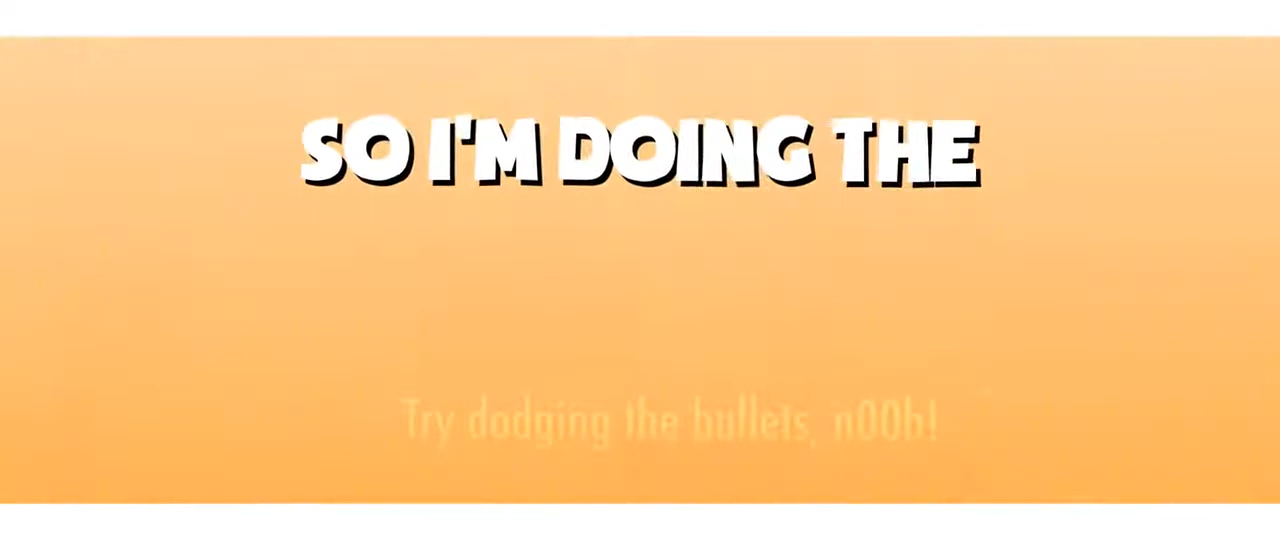 SO I'M DOING THE
Try dodging the bullets, n00b!